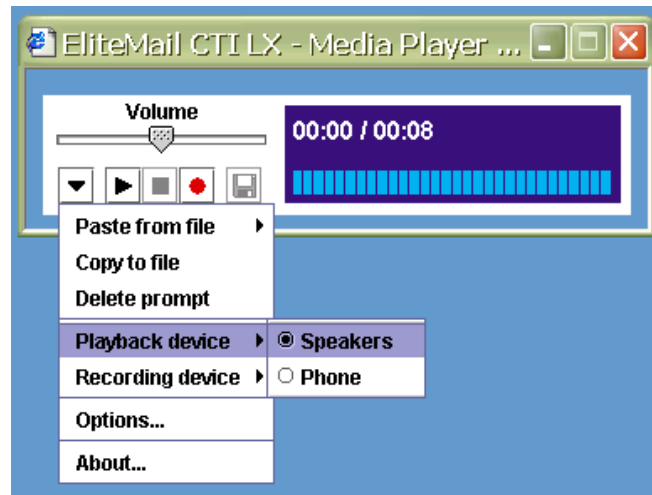 EliteMail CTI LX - Media Player ...
Volume
00:00 / 00:08
Paste from file
Copy to file
Delete prompt
Playback device
Speakers
Recording device
Phone
Options...
About...